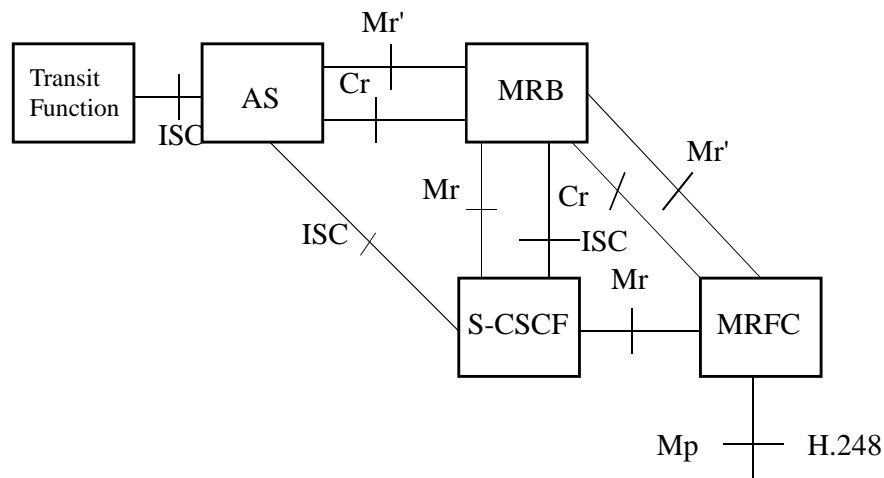 Mr'
Transit
Function
AS
Cr
MRB
ISC
Mr'
Mr
Cr
ISC
ISC
Mr
S-CSCF
MRFC
Mp
H.248